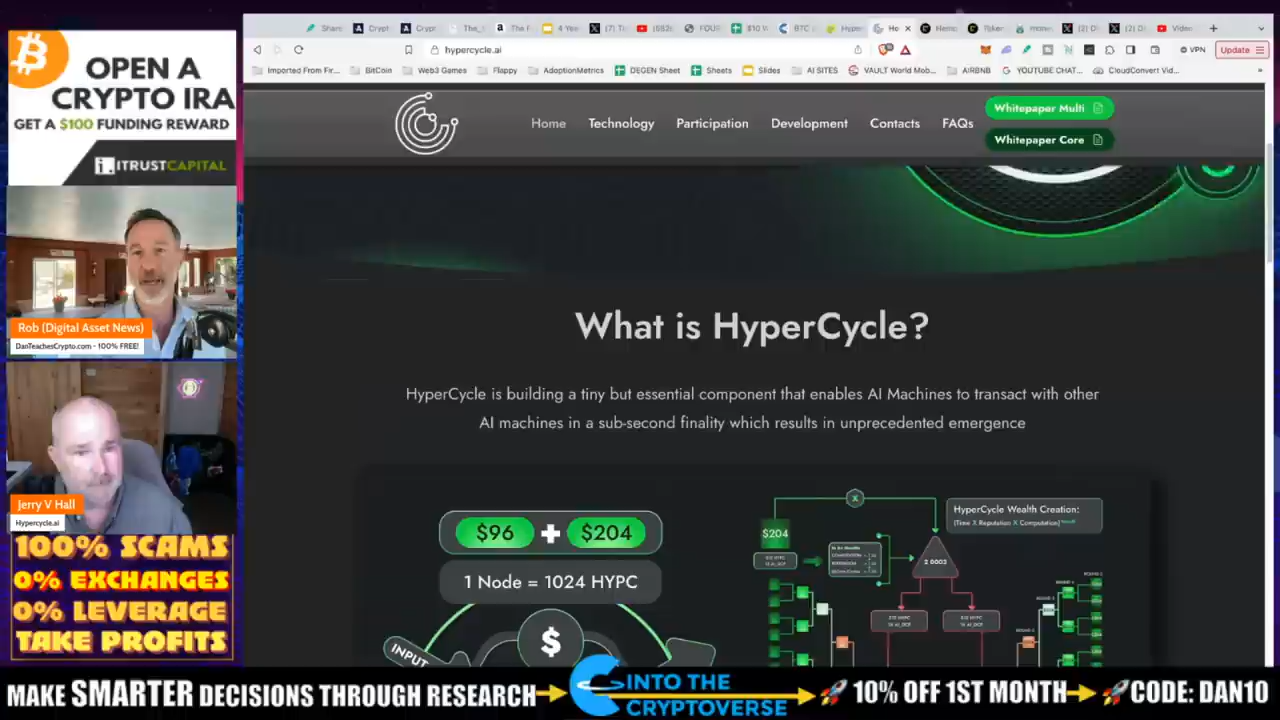 OPEN A
CRYPTO IRA
GET A $100 FUNDING REWARD
ITRUSTCAPITAL
Rob (Digital Asset News)
DanTeachesCrypto.com - 100% FREE!
Jerry V Hall
Hypercycle.ai
100% SCAMS
0% EXCHANGES
0% LEVERAGE
TAKE PROFITS
hypercycle.ai
VPN
Update
Imported From Fir...
BitCoin
Web3 Games
Flappy
AdoptionMetrics
DEGEN Sheet
Sheets
Slides
AI SITES
VAULT World Mob...
AIRBNB
YOUTUBE CHAT...
CloudConvert Vid...
Home
Technology
Participation
Development
Contacts
FAQs
Whitepaper Multi
Whitepaper Core
What is HyperCycle?
HyperCycle is building a tiny but essential component that enables AI Machines to transact with other
AI machines in a sub-second finality which results in unprecedented emergence
$96 + $204
1 Node = 1024 HYPC
INPUT
$
X
$204
HyperCycle Wealth Creation:
MAKE SMARTER DECISIONS THROUGH RESEARCH
INTO THE
CRYPTOVERSE
10% OFF 1ST MONTH
CODE: DAN10